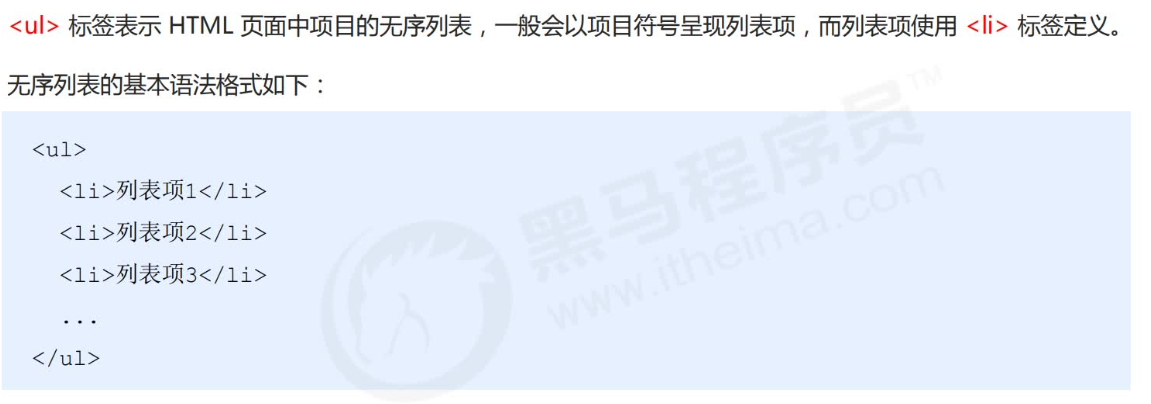 <ul> 标签表示 HTML 页面中项目的无序列表，一般会以项目符号呈现列表项，而列表项使用 <li> 标签定义。
无序列表的基本语法格式如下：
<ul>
<li>列表项1</li>
<li>列表项2</li>
<li>列表项3</li>
...
</ul>
黑马程序员™
www.itheima.com